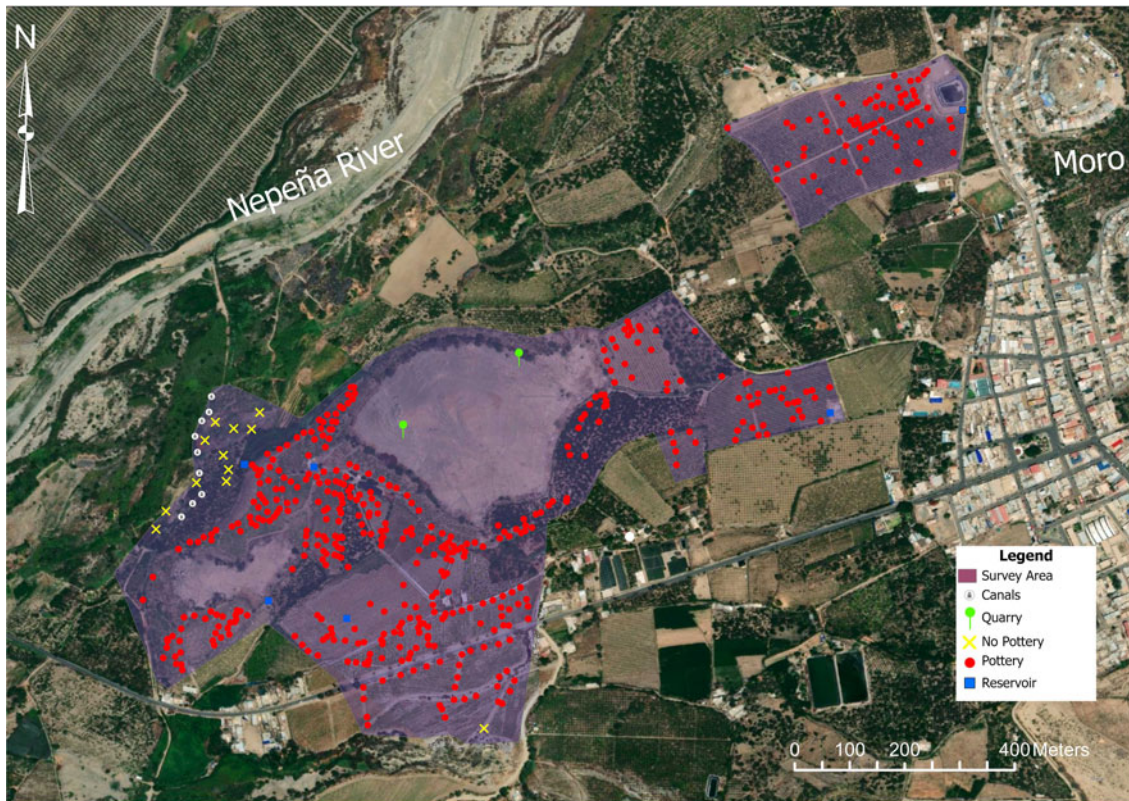 N
Nepeña River
Moro
Legend
Survey Area
Canals
Quarry
No Pottery
Pottery
Reservoir
0 100 200 400 Meters